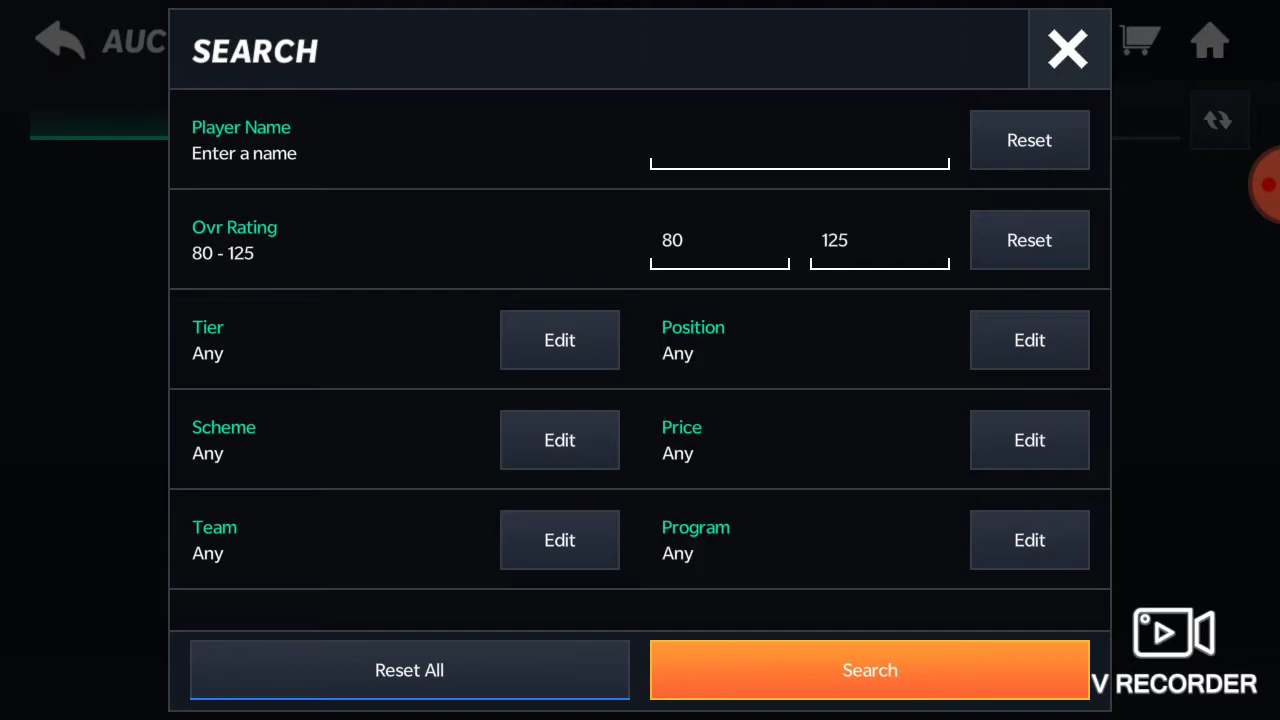 AUC
SEARCH
Player Name
Enter a name
Reset
Ovr Rating
80 - 125
80
125
Reset
Tier
Any
Edit
Position
Any
Edit
Scheme
Any
Edit
Price
Any
Edit
Team
Any
Edit
Program
Any
Edit
Reset All
Search
V RECORDER